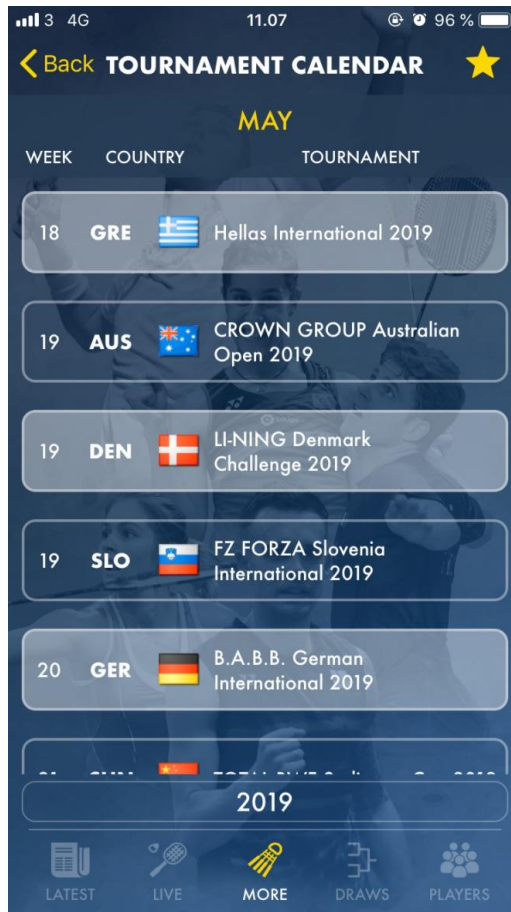 3 4G 11.07 96 %
Back TOURNAMENT CALENDAR
MAY
WEEK COUNTRY TOURNAMENT
18 GRE Hellas International 2019
19 AUS CROWN GROUP Australian
Open 2019
19 DEN LI-NING Denmark
Challenge 2019
19 SLO FZ FORZA Slovenia
International 2019
20 GER B.A.B.B. German
International 2019
2019
LATEST LIVE MORE DRAWS PLAYERS